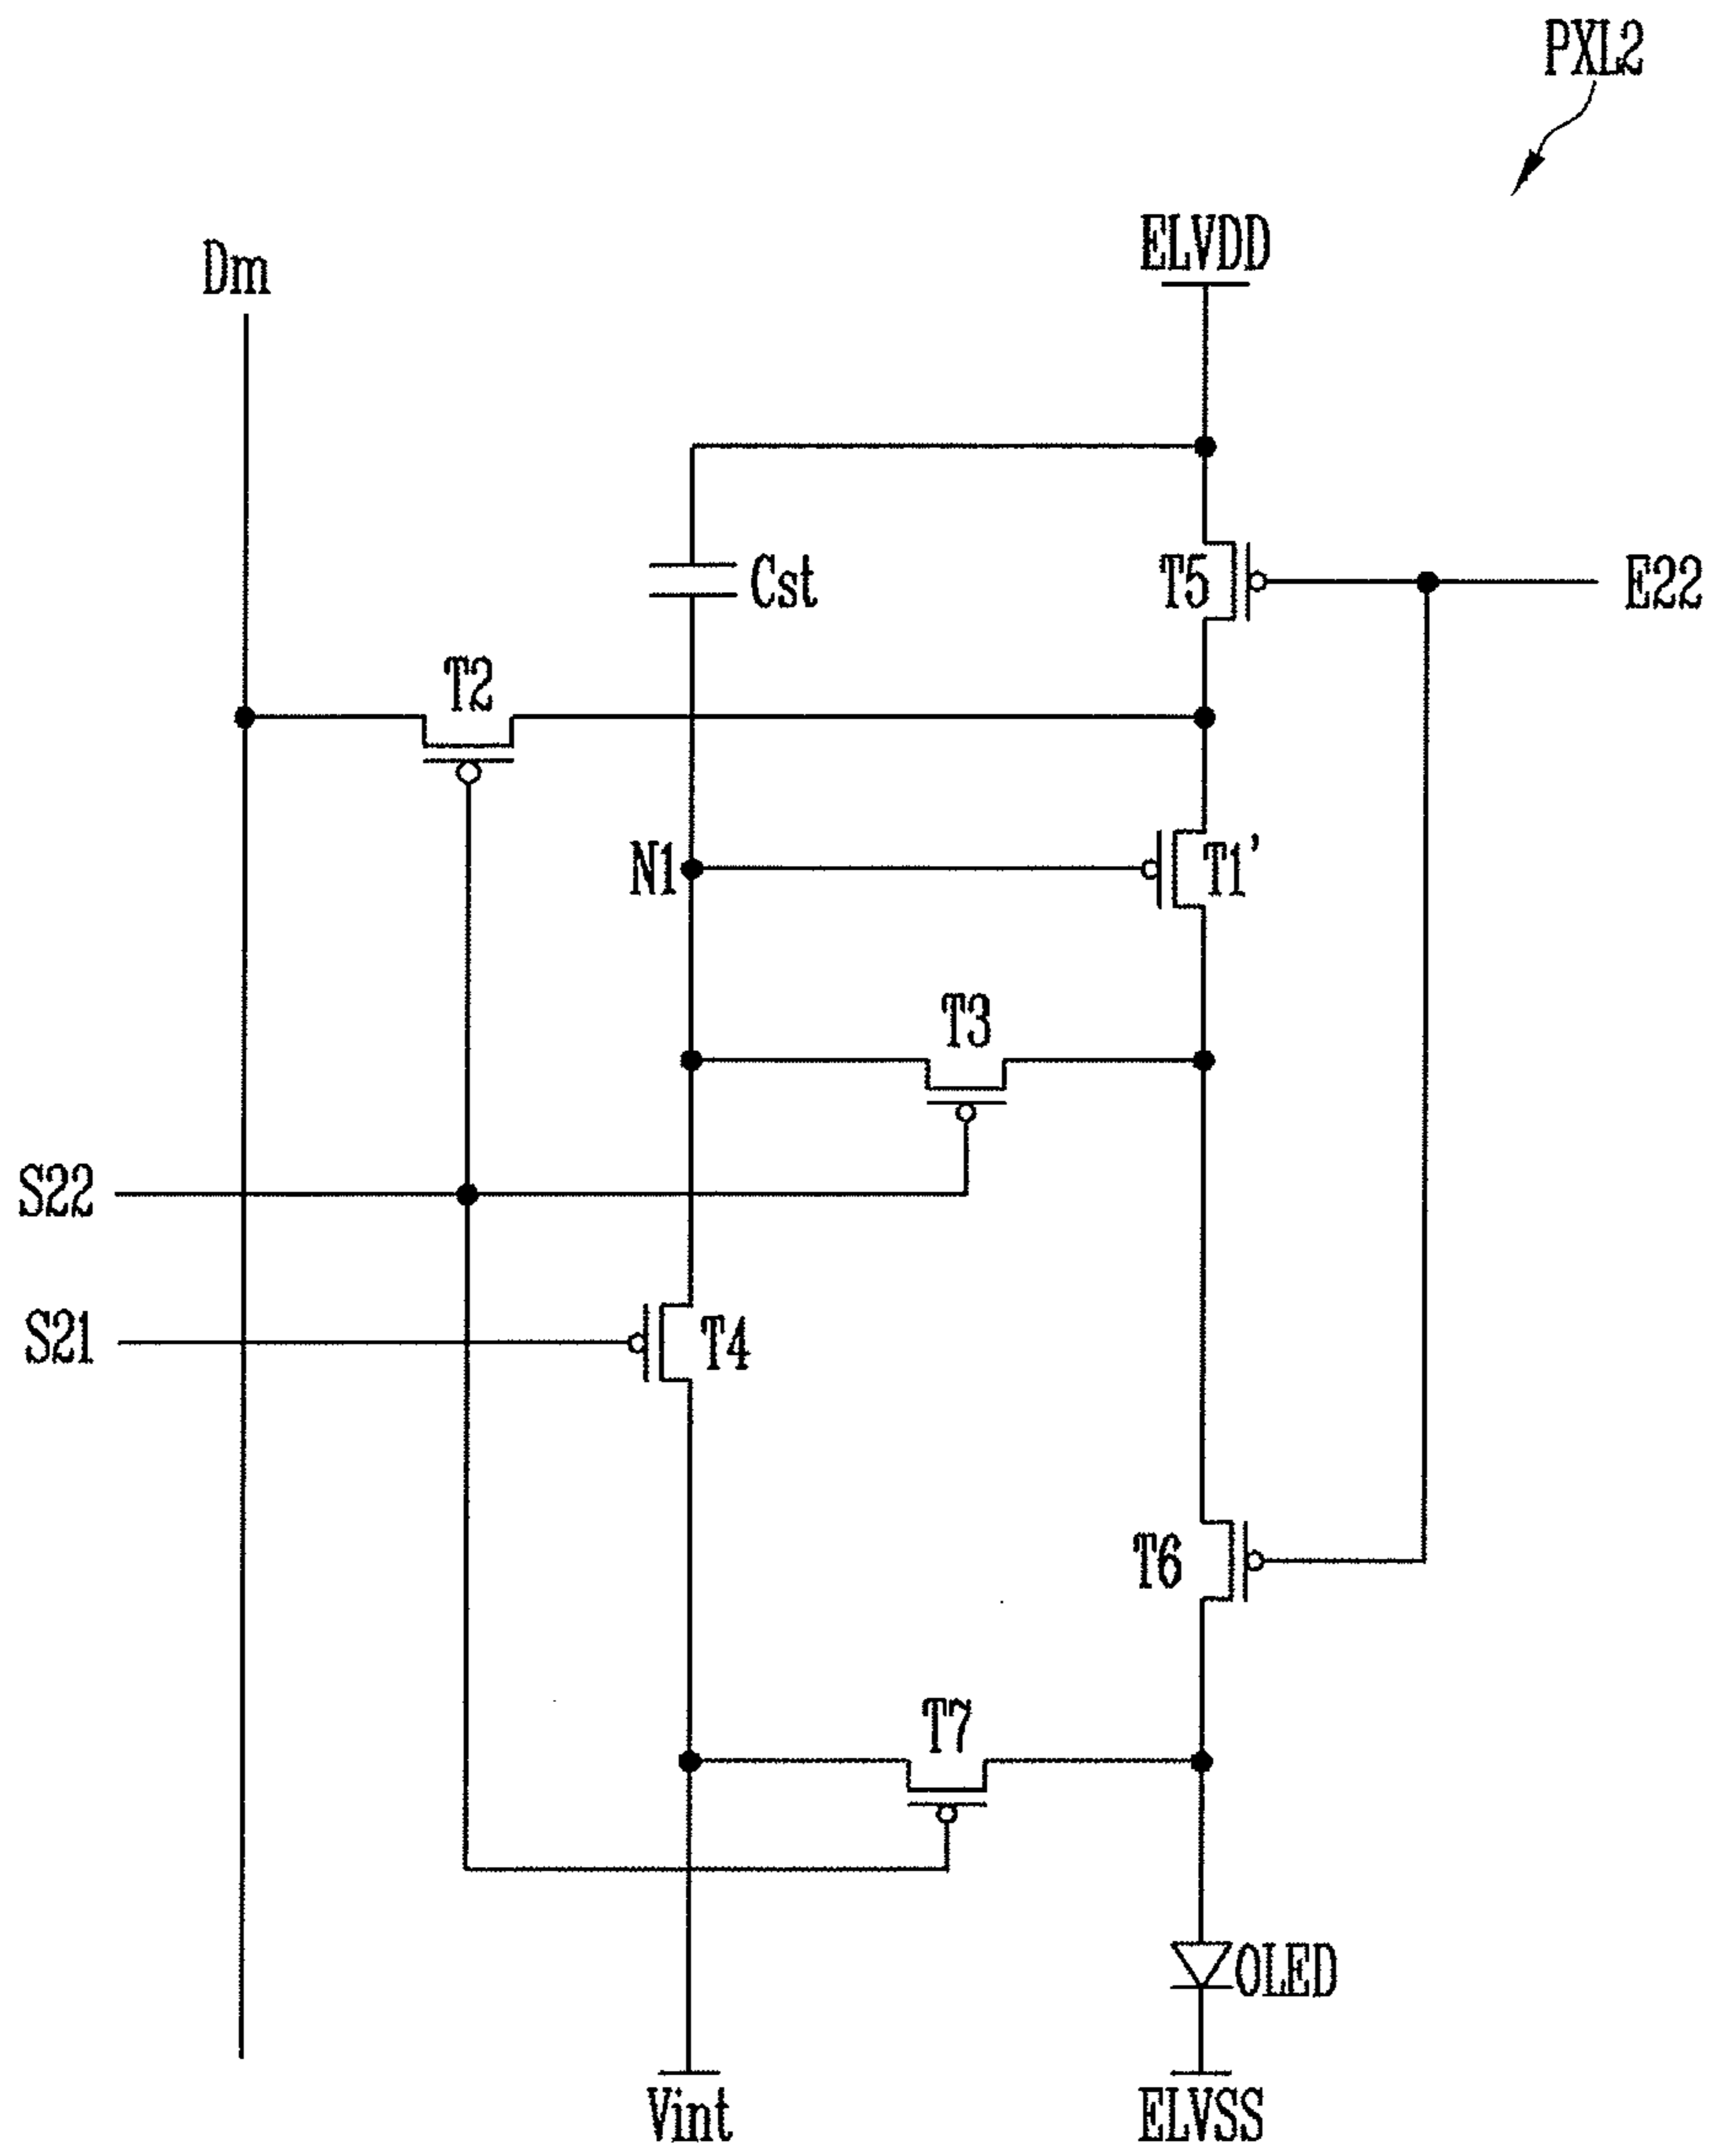 PXL2
ELVDD
Dm
Cst
T5
E22
T2
N1
T1'
T3
S22
S21
T4
T6
T7
OLED
Vint
ELVSS